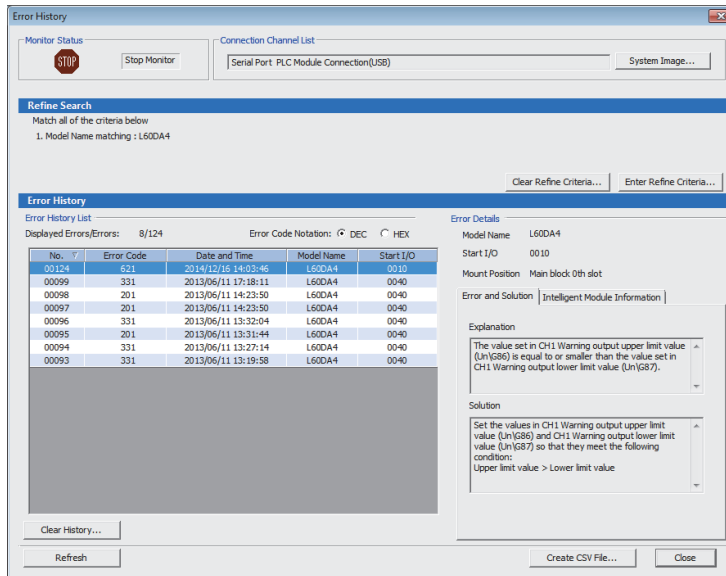 Error History
Monitor Status
STOP
Stop Monitor
Connection Channel List
Serial Port PLC Module Connection(USB)
System Image...
Refine Search
Match all of the criteria below
1. Model Name matching : L60DA4
Clear Refine Criteria...
Enter Refine Criteria...
Error History
Error History List
Displayed Errors/Errors: 8/124
Error Code Notation: DEC HEX
No. Error Code Date and Time Model Name Start I/O
00124 621 2014/12/16 14:03:46 L60DA4 0010
00099 331 2013/06/11 17:18:11 L60DA4 0040
00098 201 2013/06/11 14:23:50 L60DA4 0040
00097 201 2013/06/11 14:23:50 L60DA4 0040
00096 331 2013/06/11 13:32:04 L60DA4 0040
00095 201 2013/06/11 13:31:44 L60DA4 0040
00094 331 2013/06/11 13:27:14 L60DA4 0040
00093 331 2013/06/11 13:19:58 L60DA4 0040
Clear History...
Error Details
Model Name L60DA4
Start I/O 0010
Mount Position Main block 0th slot
Error and Solution
Intelligent Module Information
Explanation
The value set in CH1 Warning output upper limit value
(Un\G86) is equal to or smaller than the value set in
CH1 Warning output lower limit value (Un\G87).
Solution
Set the values in CH1 Warning output upper limit
value (Un\G86) and CH1 Warning output lower limit
value (Un\G87) so that they meet the following
condition:
Upper limit value > Lower limit value
Refresh
Create CSV File...
Close